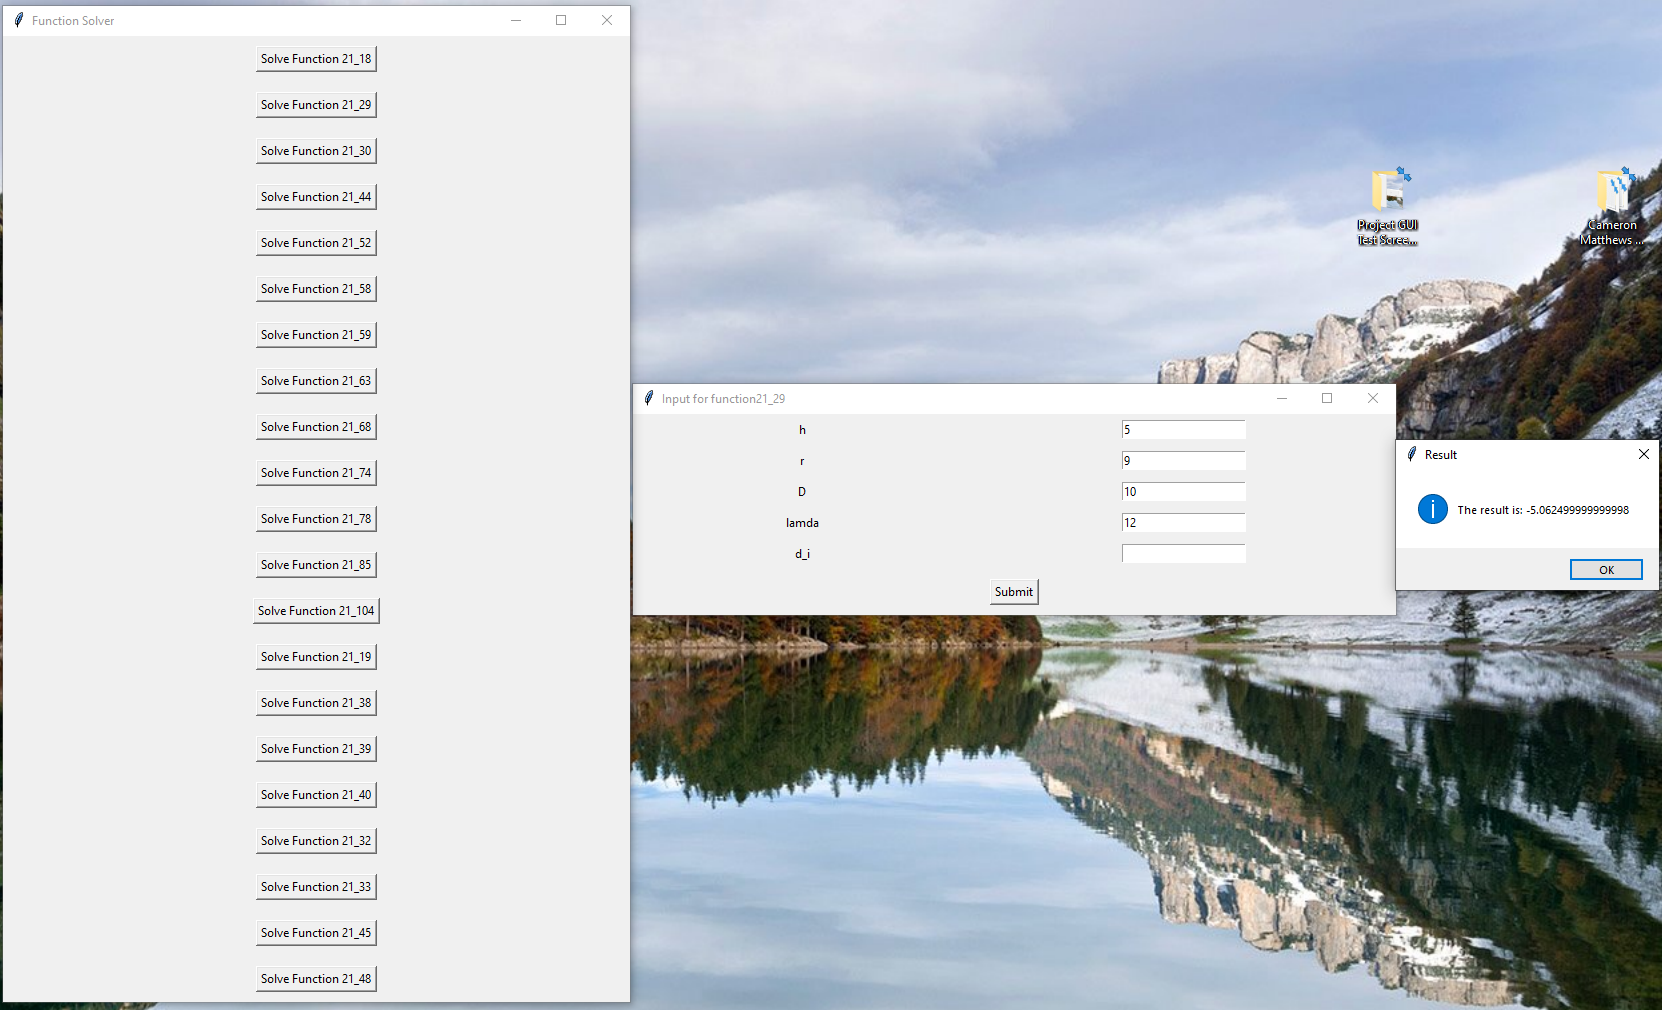 Function Solver
Solve Function 21_18
Solve Function 21_29
Solve Function 21_30
Solve Function 21_44
Solve Function 21_52
Solve Function 21_58
Solve Function 21_59
Solve Function 21_63
Solve Function 21_68
Solve Function 21_74
Solve Function 21_78
Solve Function 21_85
Solve Function 21_104
Solve Function 21_19
Solve Function 21_38
Solve Function 21_39
Solve Function 21_40
Solve Function 21_32
Solve Function 21_33
Solve Function 21_45
Solve Function 21_48
Project GUI
Test Scree...
Cameron
Matthews ...
Input for function21_29
h 5
r 9
D 10
lamda 12
d_i
Submit
Result
The result is: -5.062499999999998
OK